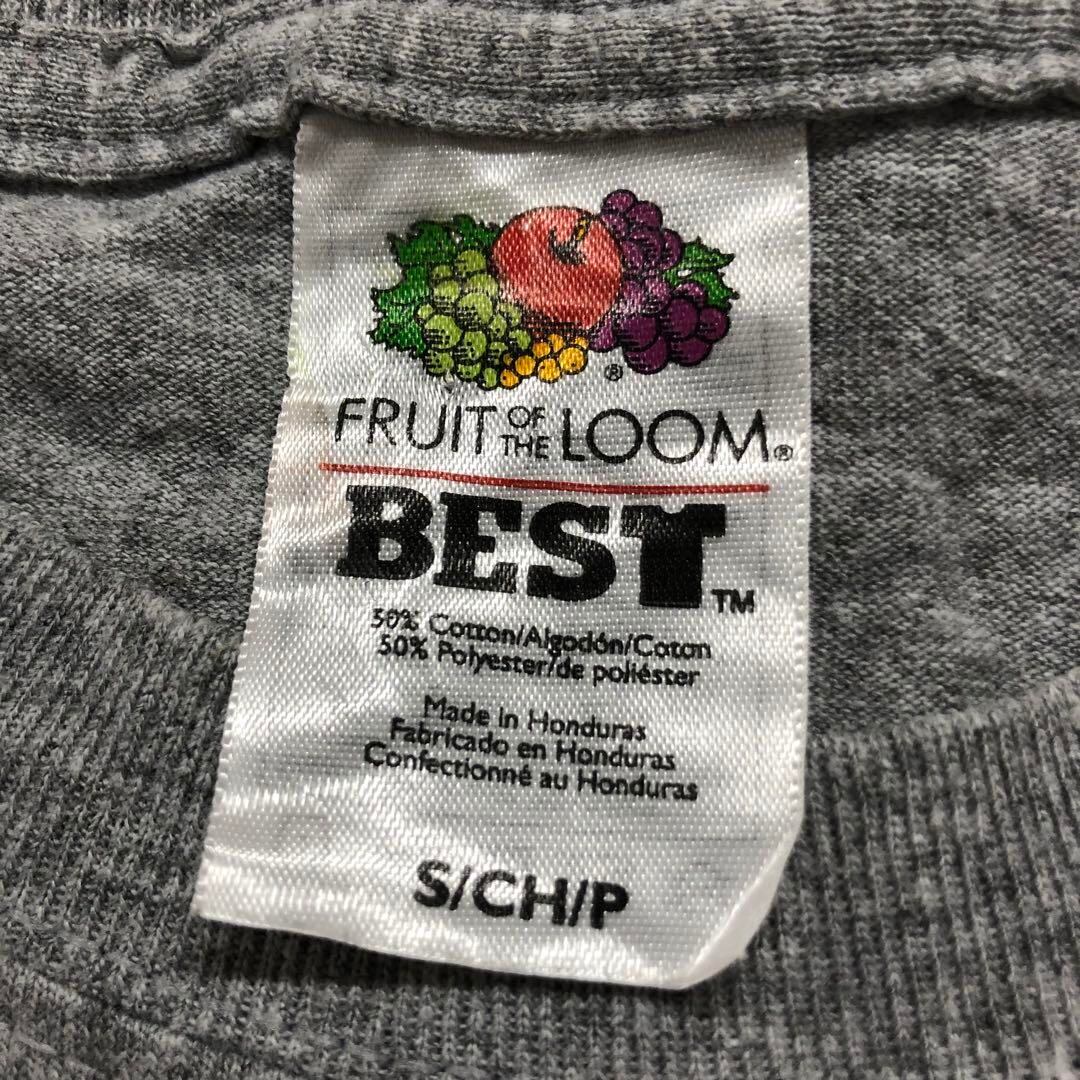 ®
FRUIT OF THE LOOM®
BEST™
50% Cotton/Algodón/Coton
50% Polyester/de poliéster
Made in Honduras
Fabricado en Honduras
Confectionné au Honduras
S/CH/P